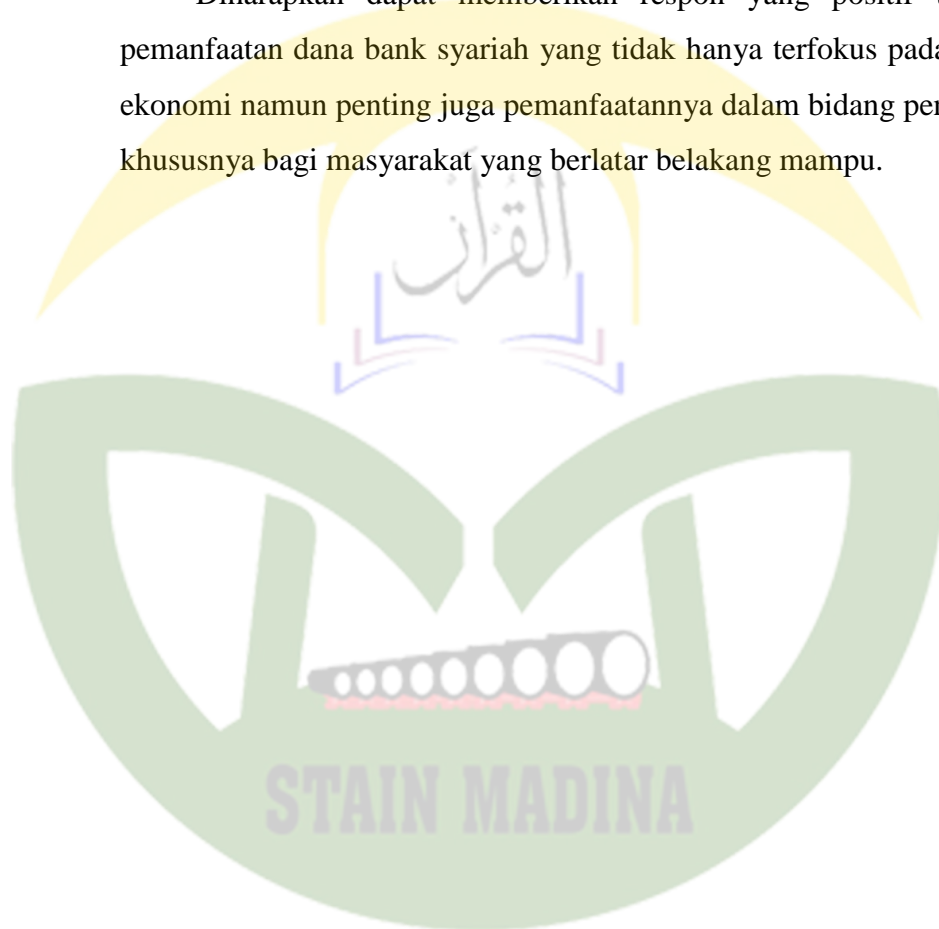 Diharapkan dapat memberikan respon yang positif
pemanfaatan dana bank syariah yang tidak hanya terfokus pada
ekonomi namun penting juga pemanfaatannya dalam bidang
khususnya bagi masyarakat yang berlatar belakang mampu.
القرآن
STAIN MADINA